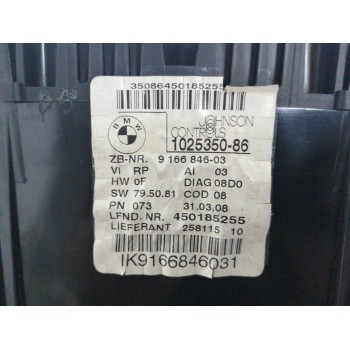 35086450185255
BMW
JOHNSON
CONTROLS
1025350-86
ZB-NR. 9 166 846-03
VI RP AI 03
HW 0F DIAG 08D0
SW 79.50.81 COD 08
PN 073 31.03.08
LFND. NR. 450185255
LIEFERANT 258115 10
IK9166846031